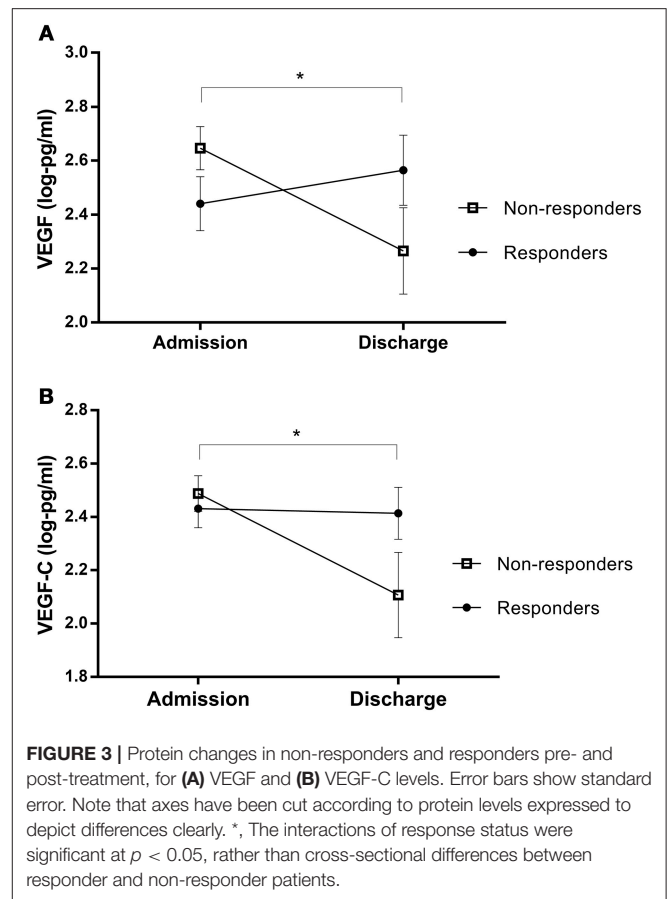 A
3.0
2.8
2.6
2.4
2.2
2.0
VEGF (log-pg/ml)
*
Non-responders
Responders
Admission Discharge
B
2.8
2.6
2.4
2.2
2.0
1.8
VEGF-C (log-pg/ml)
*
Non-responders
Responders
Admission Discharge
FIGURE 3 | Protein changes in non-responders and responders pre- and
post-treatment, for (A) VEGF and (B) VEGF-C levels. Error bars show standard
error. Note that axes have been cut according to protein levels expressed to
depict differences clearly. *, The interactions of response status were
significant at p < 0.05, rather than cross-sectional differences between
responder and non-responder patients.